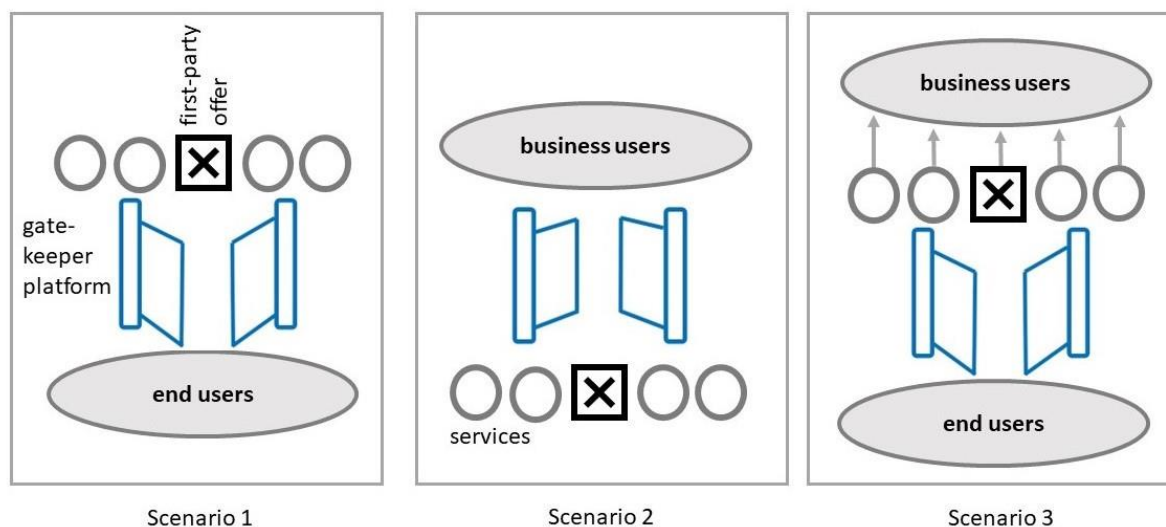 first-party
offer
gate-
keeper
platform
end users
Scenario 1
business users
services
Scenario 2
business users
end users
Scenario 3